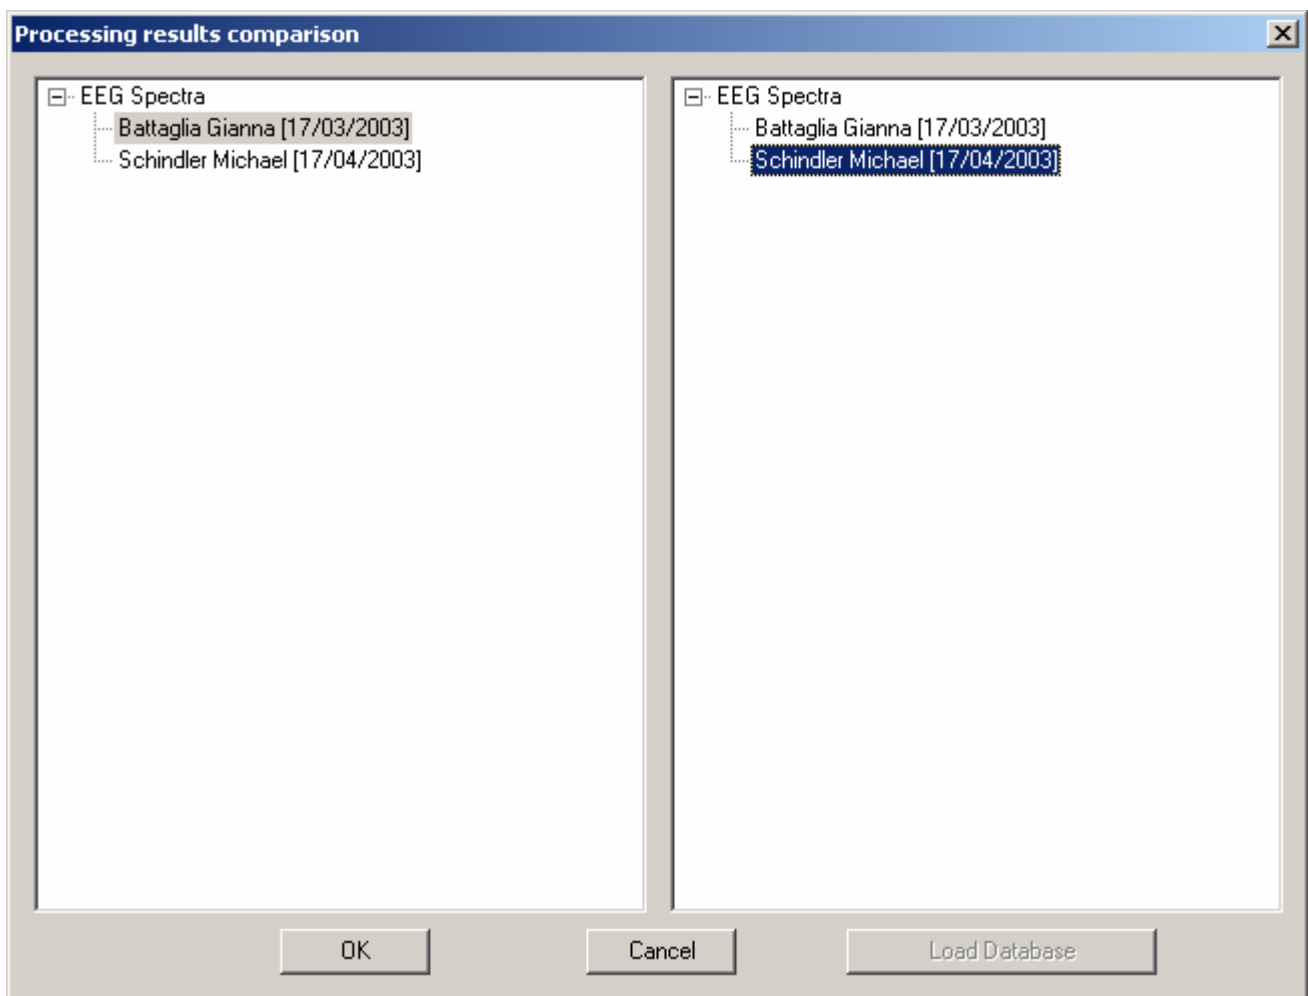 Processing results comparison
EEG Spectra
Battaglia Gianna [17/03/2003]
Schindler Michael [17/04/2003]
EEG Spectra
Battaglia Gianna [17/03/2003]
Schindler Michael [17/04/2003]
OK
Cancel
Load Database